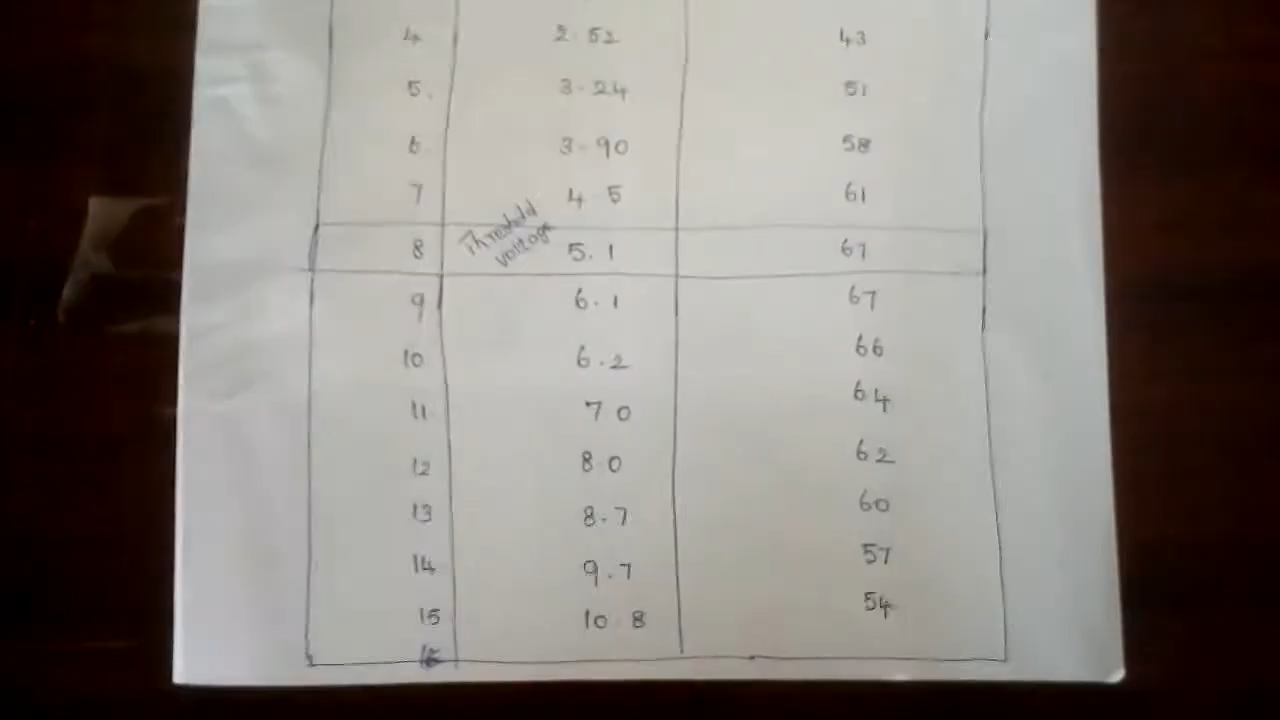 4 2.52 43
5. 3-24 51
6 3-90 58
7 4 5 61
Threshold
voltage
8 5.1 67
9 6.1 67
10 6.2 66
11 7 0 64
12 8 0 62
13 8.7 60
14 9.7 57
15 10 8 54